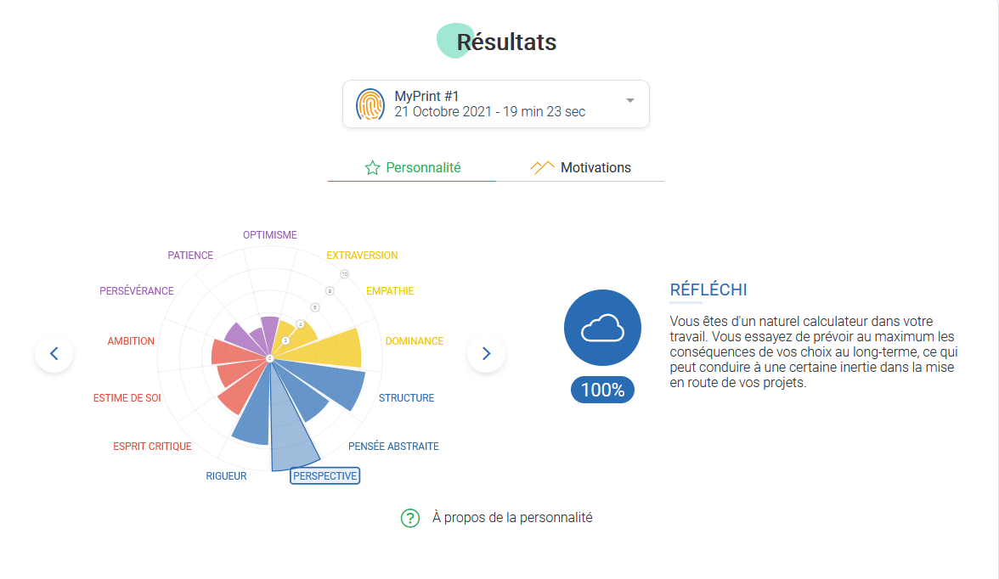 Résultats
MyPrint #1
21 Octobre 2021 - 19 min 23 sec
Personnalité
Motivations
OPTIMISME
PATIENCE
EXTRAVERSION
PERSÉVÉRANCE
EMPATHIE
AMBITION
DOMINANCE
ESTIME DE SOI
STRUCTURE
ESPRIT CRITIQUE
PENSÉE ABSTRAITE
RIGUEUR
PERSPECTIVE
10
8
6
4
2
0
RÉFLÉCHI
Vous êtes d'un naturel calculateur dans votre
travail. Vous essayez de prévoir au maximum les
conséquences de vos choix au long-terme, ce qui
peut conduire à une certaine inertie dans la mise
en route de vos projets.
100%
? À propos de la personnalité